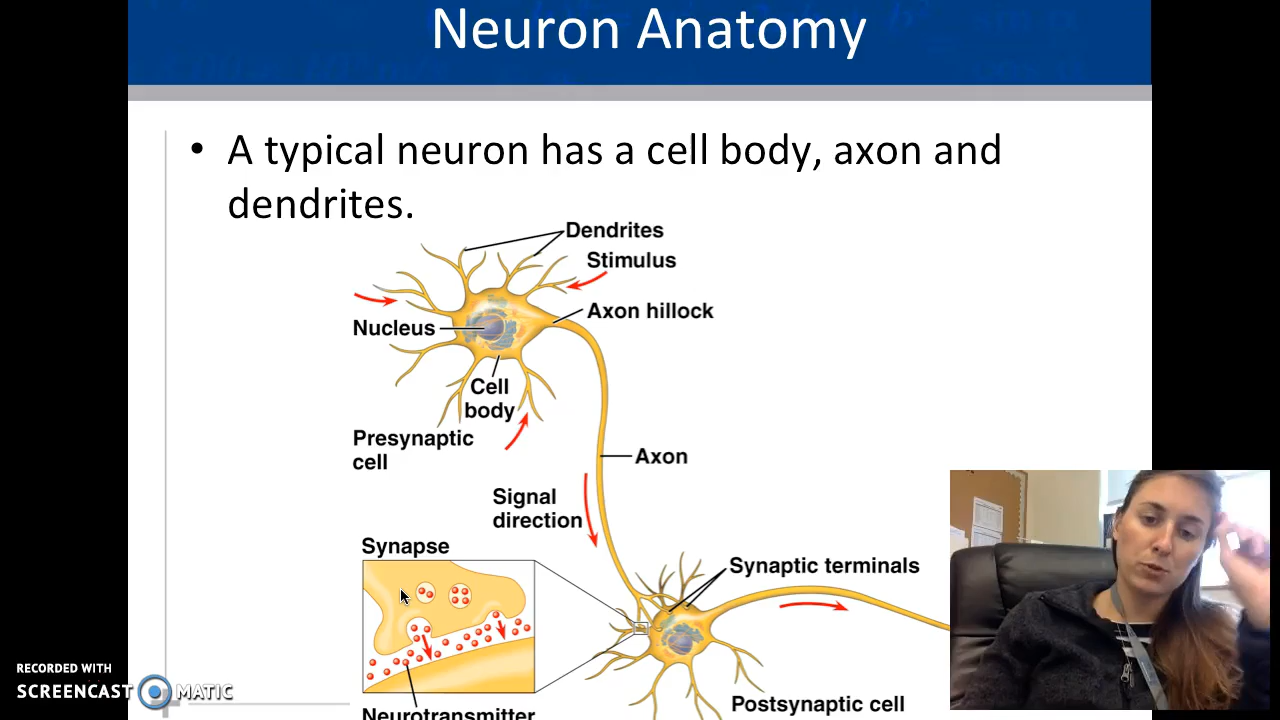 Neuron Anatomy
• A typical neuron has a cell body, axon and
dendrites.
Dendrites
Stimulus
Axon hillock
Nucleus
Cell
body
Presynaptic
cell
Axon
Signal
direction
Synapse
Synaptic terminals
Postsynaptic cell
Neurotransmitter
RECORDED WITH
SCREENCAST MATIC